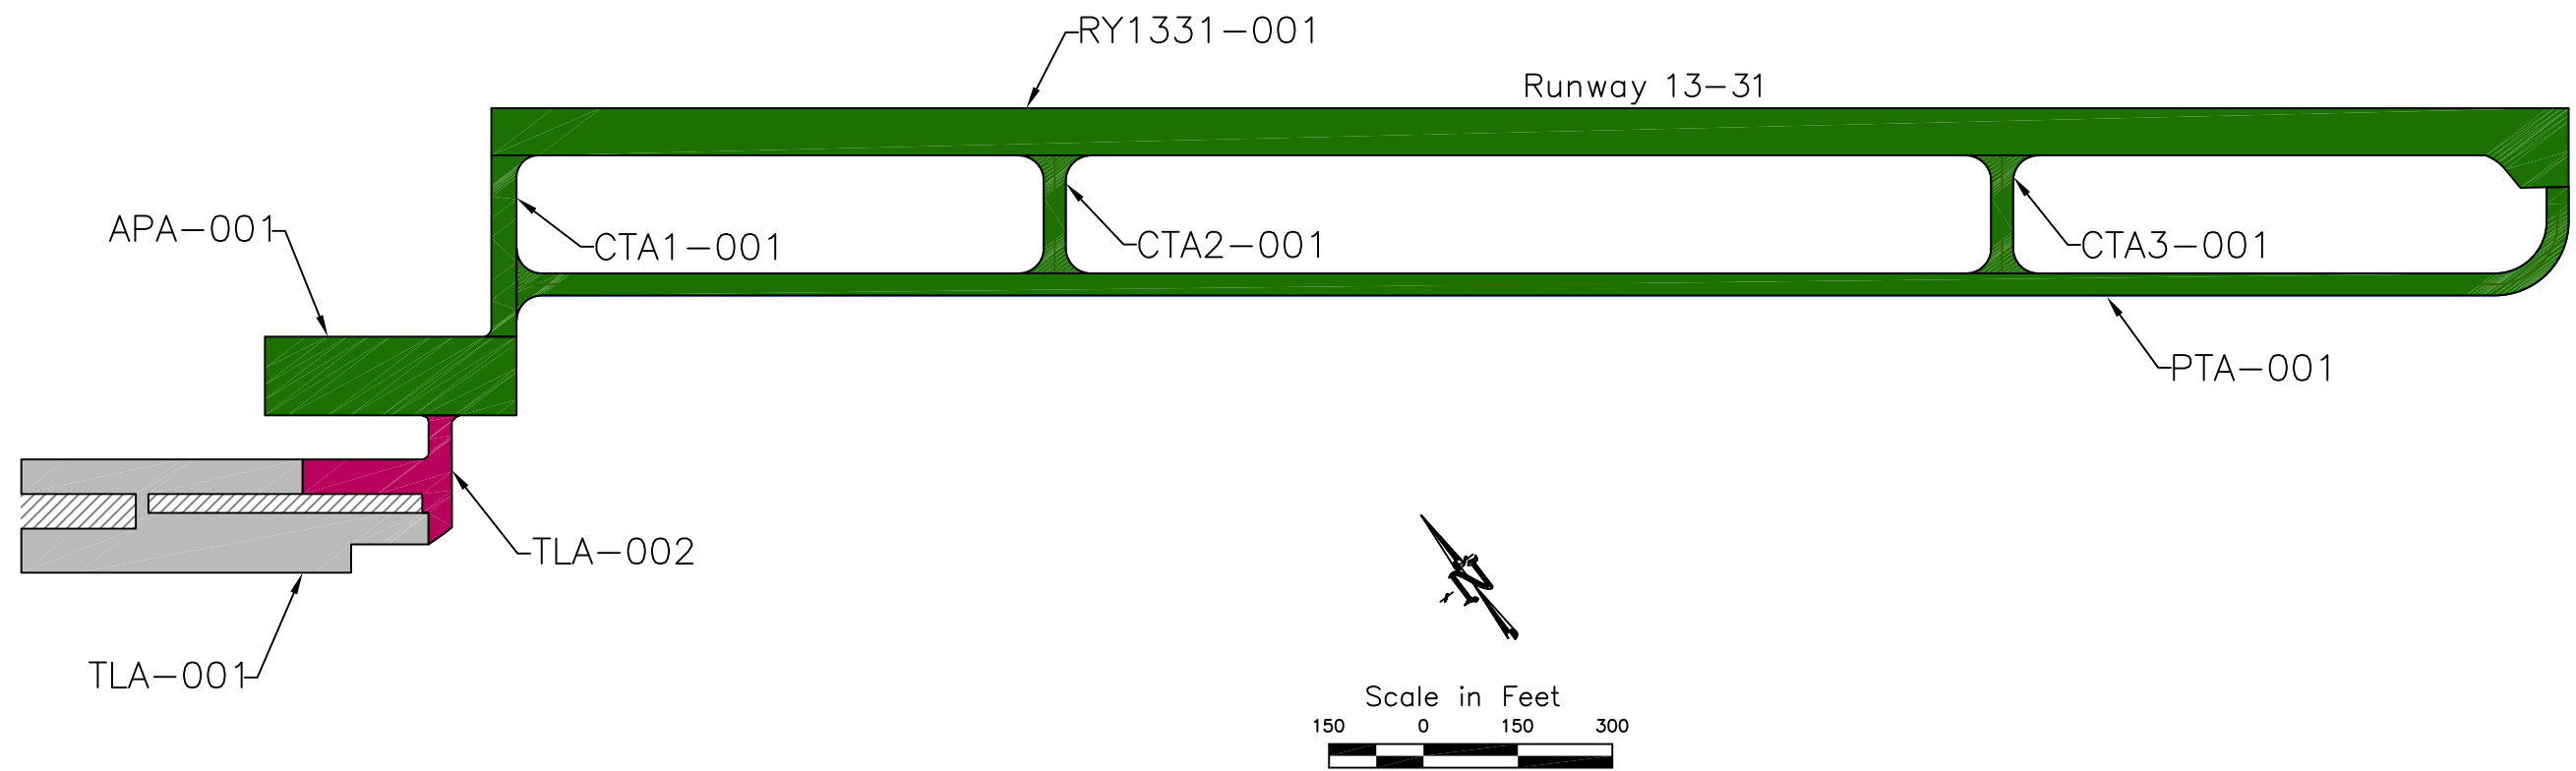 RY1331-001
Runway 13-31
APA-001
CTA1-001
CTA2-001
CTA3-001
PTA-001
TLA-002
TLA-001
N
Scale in Feet
150 0 150 300